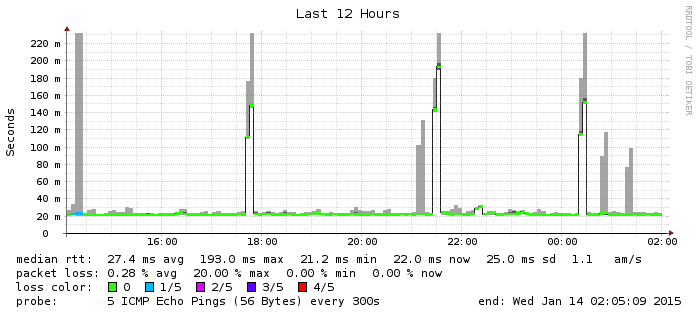 Last 12 Hours
RRDTOOL / TOBI OETIKER
Seconds
220 m
200 m
180 m
160 m
140 m
120 m
100 m
80 m
60 m
40 m
20 m
0
16:00 18:00 20:00 22:00 00:00 02:00
median rtt: 27.4 ms avg 193.0 ms max 21.2 ms min 22.0 ms now 25.0 ms sd 1.1 am/s
packet loss: 0.28 % avg 20.00 % max 0.00 % min 0.00 % now
loss color: 0 1/5 2/5 3/5 4/5
probe: 5 ICMP Echo Pings (56 Bytes) every 300s end: Wed Jan 14 02:05:09 2015